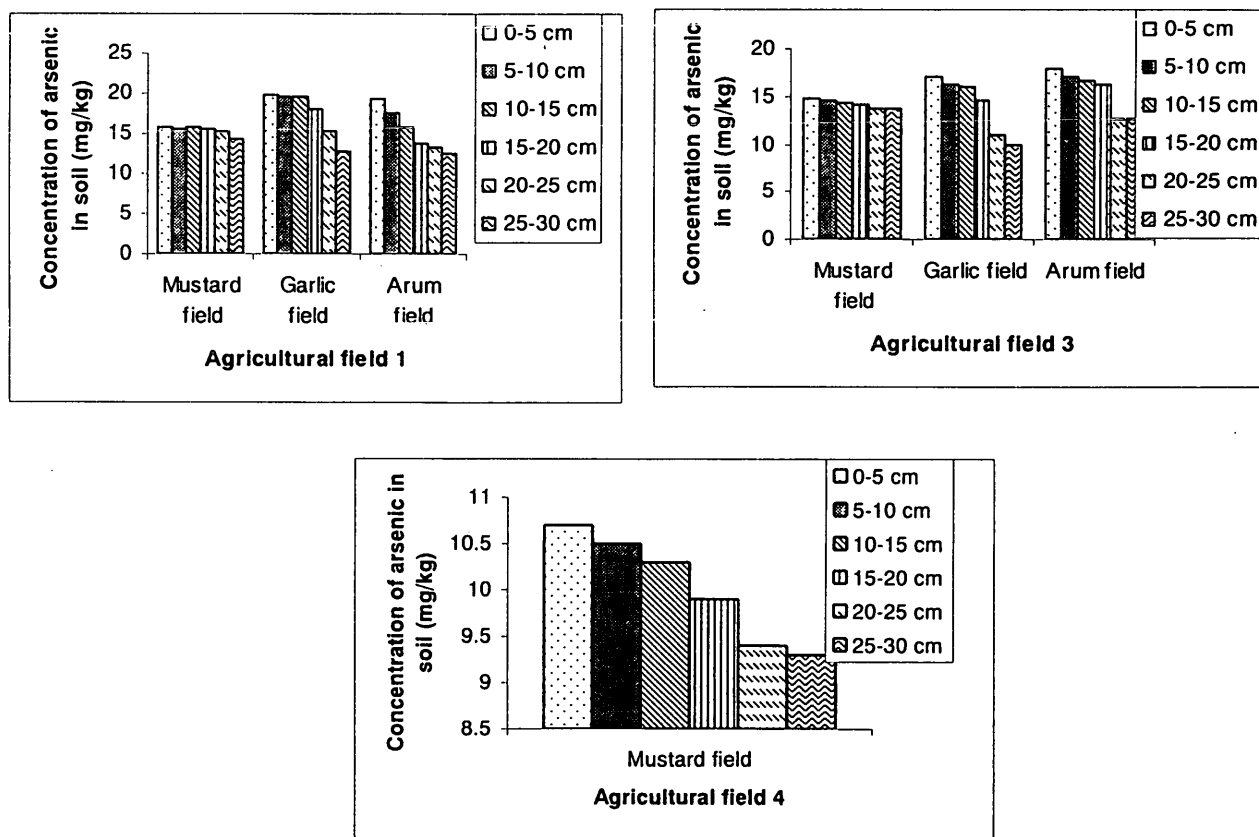 Concentration of arsenic
in soil (mg/kg)
25
20
15
10
5
0
Mustard
field
Garlic
field
Arum
field
Agricultural field 1
0-5 cm
5-10 cm
10-15 cm
15-20 cm
20-25 cm
25-30 cm
Concentration of arsenic
in soil (mg/kg)
20
15
10
5
0
Mustard
field
Garlic field
Arum field
Agricultural field 3
0-5 cm
5-10 cm
10-15 cm
15-20 cm
20-25 cm
25-30 cm
Concentration of arsenic in
soil (mg/kg)
11
10.5
10
9.5
9
8.5
Mustard field
Agricultural field 4
0-5 cm
5-10 cm
10-15 cm
15-20 cm
20-25 cm
25-30 cm